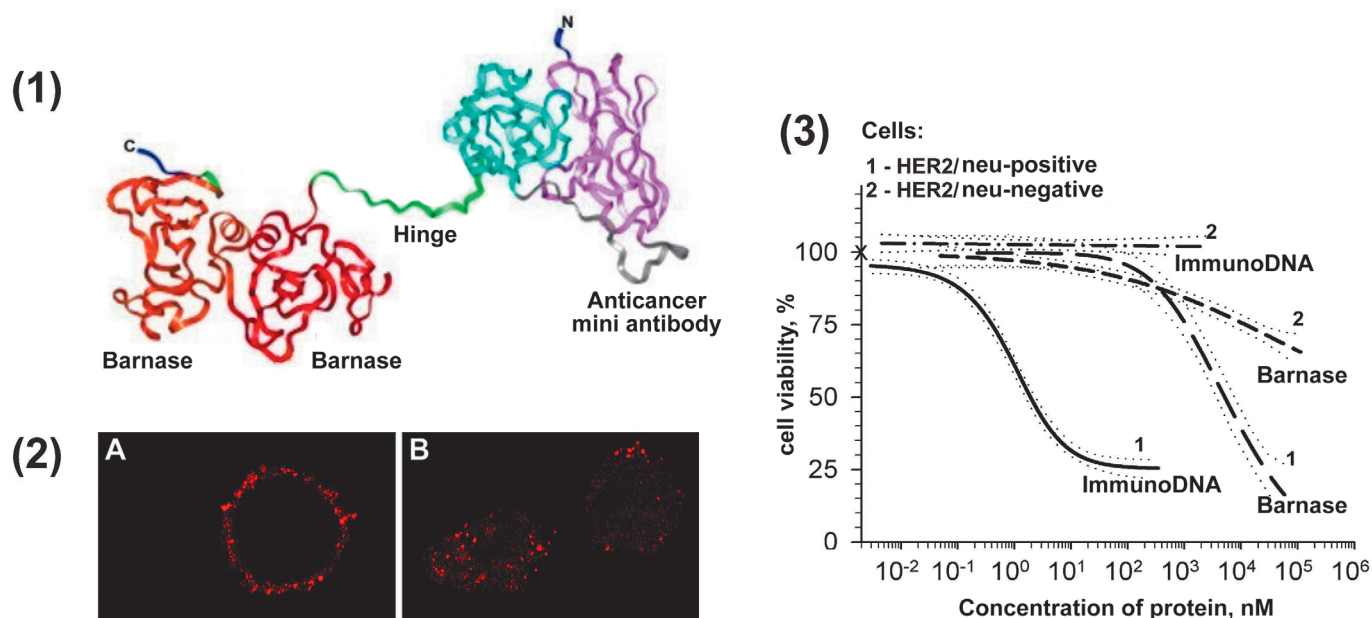 (1)
N
C
Hinge
Anticancer
mini antibody
Barnase
Barnase
(2)
A
B
(3)
Cells:
1 - HER2/neu-positive
2 - HER2/neu-negative
cell viability, %
100
75
50
25
0
X
2
ImmunoDNA
2
Barnase
1
ImmunoDNA
1
Barnase
10-2
10-1
100
101
102
103
104
105
106
Concentration of protein, nM